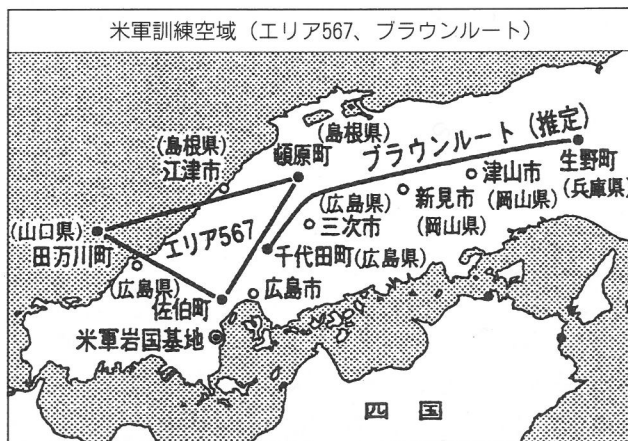 米軍訓練空域（エリア567、ブラウンルート）
（島根県）
江津市
（島根県）
頓原町
ブラウンルート（推定）
生野町
（兵庫県）
津山市
（岡山県）
新見市
（岡山県）
（広島県）
三次市
エリア567
（山口県）
田万川町
千代田町（広島県）
（広島県）
佐伯町
広島市
米軍岩国基地
四国